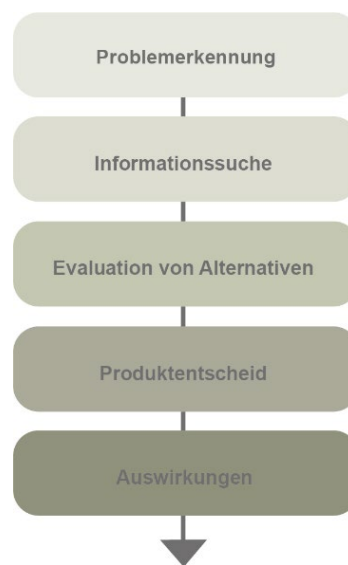 Problemerkennung
Informationssuche
Evaluation von Alternativen
Produktentscheid
Auswirkungen